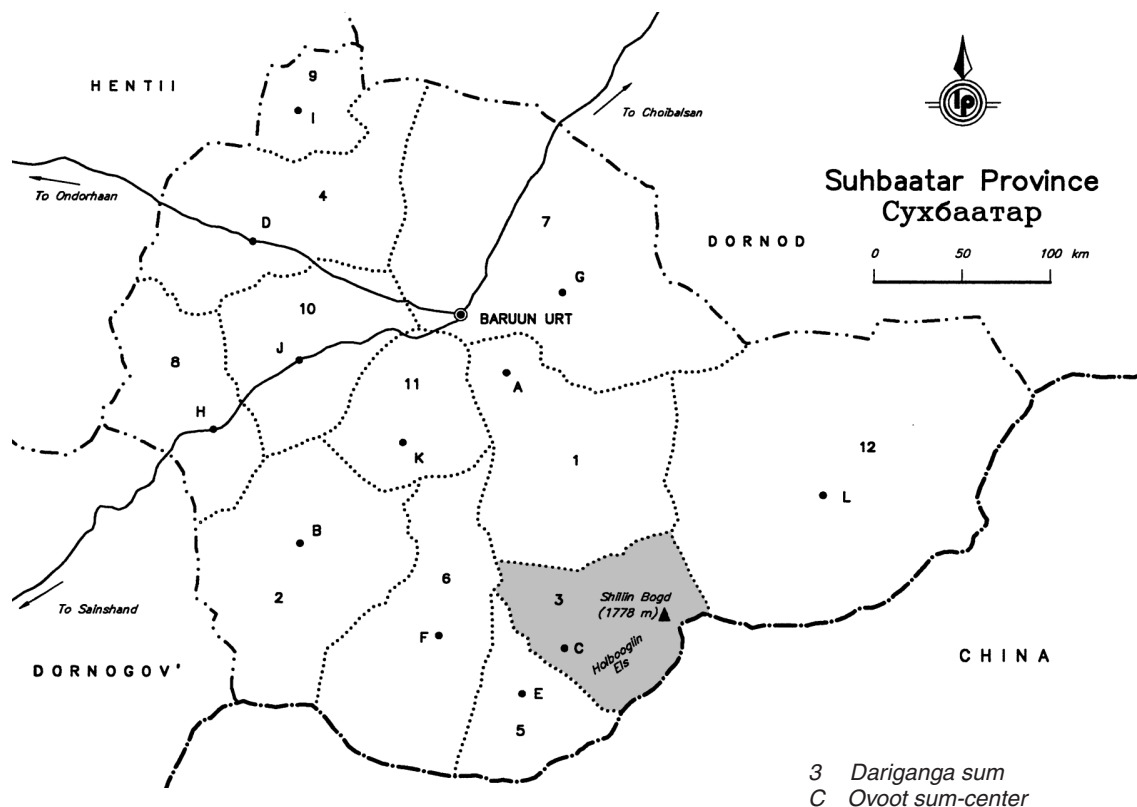 HENTII
9
I
To Choibalsan
To Ondorhaan
4
D
7
G
lp
Suhbaatar Province
Сухбаатар
0 50 100 km
DORNOD
10
BARUUN URT
8
J
11
A
H
K
1
12
L
B
2
6
3
Shiliin Bogd
(1778 m)
To Sainshand
F
C
Holbooglin
Els
DORNOGOV'
E
5
CHINA
3 Dariganga sum
C Ovoot sum-center